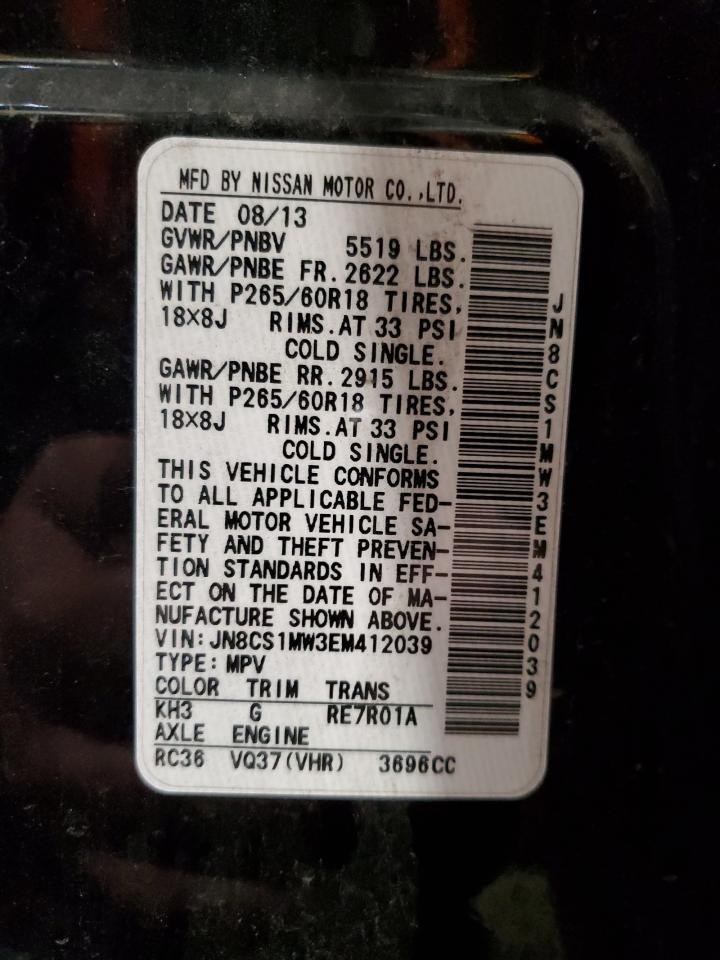 MFD BY NISSAN MOTOR CO.,LTD.
DATE 08/13
GVWR/PNBV 5519 LBS.
GAWR/PNBE FR. 2622 LBS.
WITH P265/60R18 TIRES,
18X8J RIMS. AT 33 PSI
COLD SINGLE.
GAWR/PNBE RR. 2915 LBS.
WITH P265/60R18 TIRES,
18X8J RIMS. AT 33 PSI
COLD SINGLE.
THIS VEHICLE CONFORMS
TO ALL APPLICABLE FED-
ERAL MOTOR VEHICLE SA-
FETY AND THEFT PREVEN-
TION STANDARDS IN EFF-
ECT ON THE DATE OF MA-
NUFACTURE SHOWN ABOVE.
VIN: JN8CS1MW3EM412039
TYPE: MPV
COLOR TRIM TRANS
KH3 G RE7R01A
AXLE ENGINE
RC36 VQ37(VHR) 3696CC
JN8CS1MW3EM412039